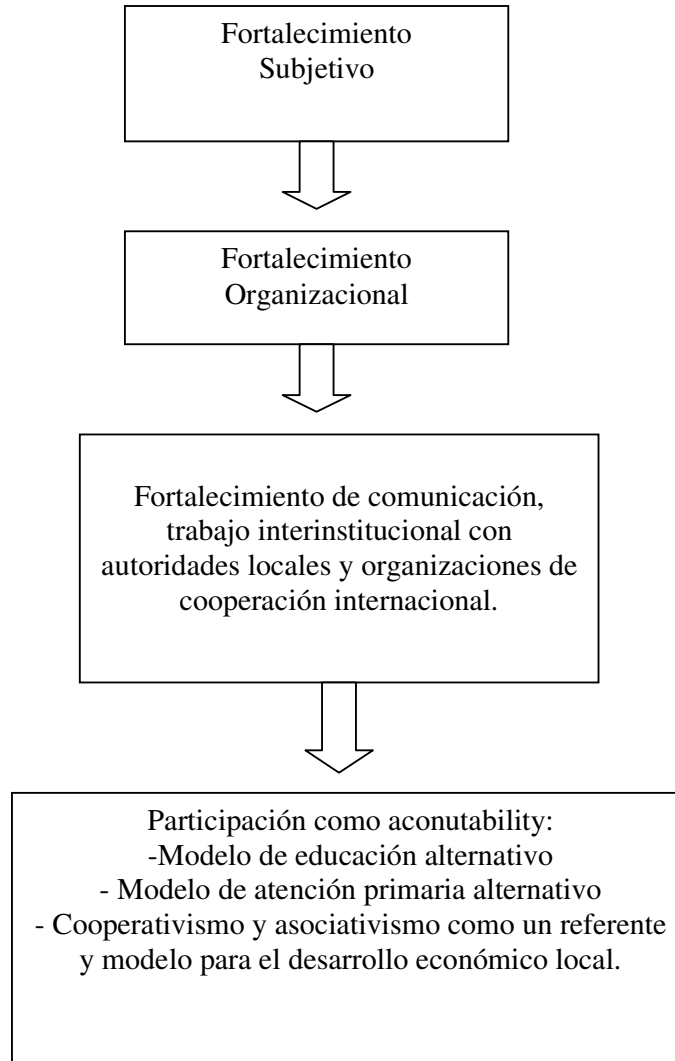 Fortalecimiento
Subjetivo
Fortalecimiento
Organizacional
Fortalecimiento de comunicación,
trabajo interinstitucional con
autoridades locales y organizaciones de
cooperación internacional.
Participación como aconutability:
-Modelo de educación alternativo
- Modelo de atención primaria alternativo
- Cooperativismo y asociativismo como un referente
y modelo para el desarrollo económico local.